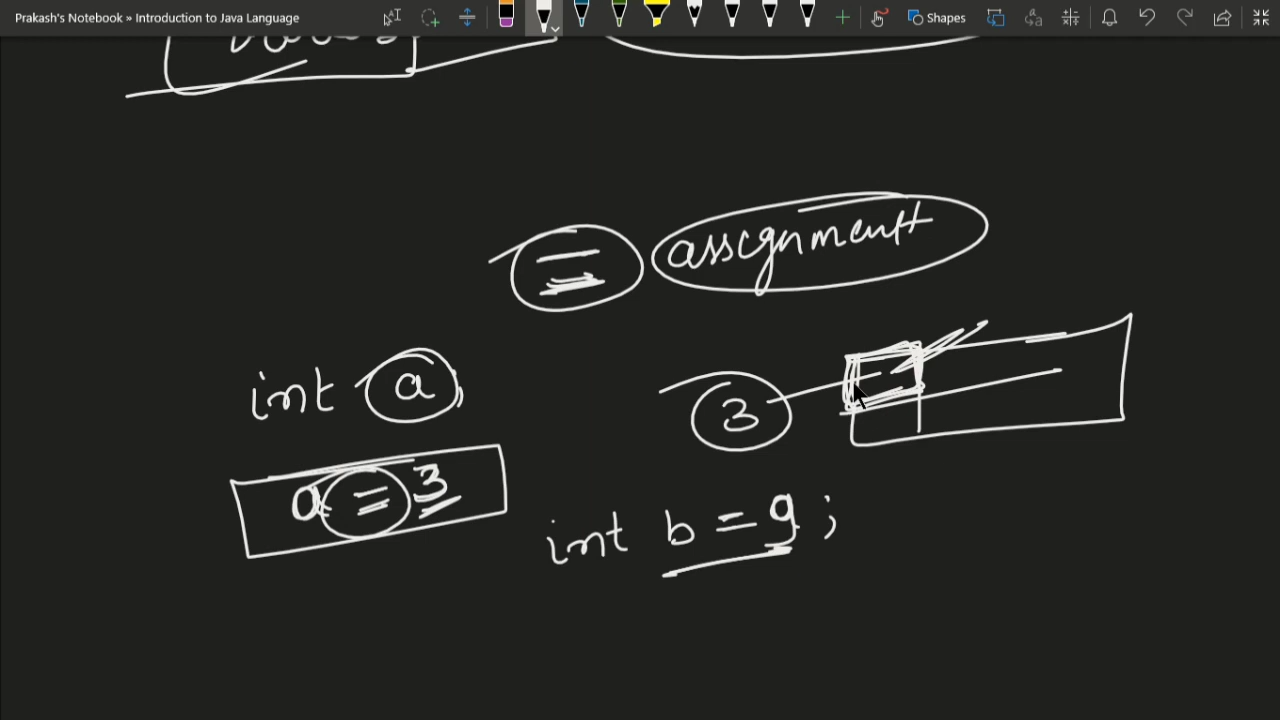 Prakash's Notebook » Introduction to Java Language
Shapes
= assignment
int a;
3
a = 3
int b = 9;